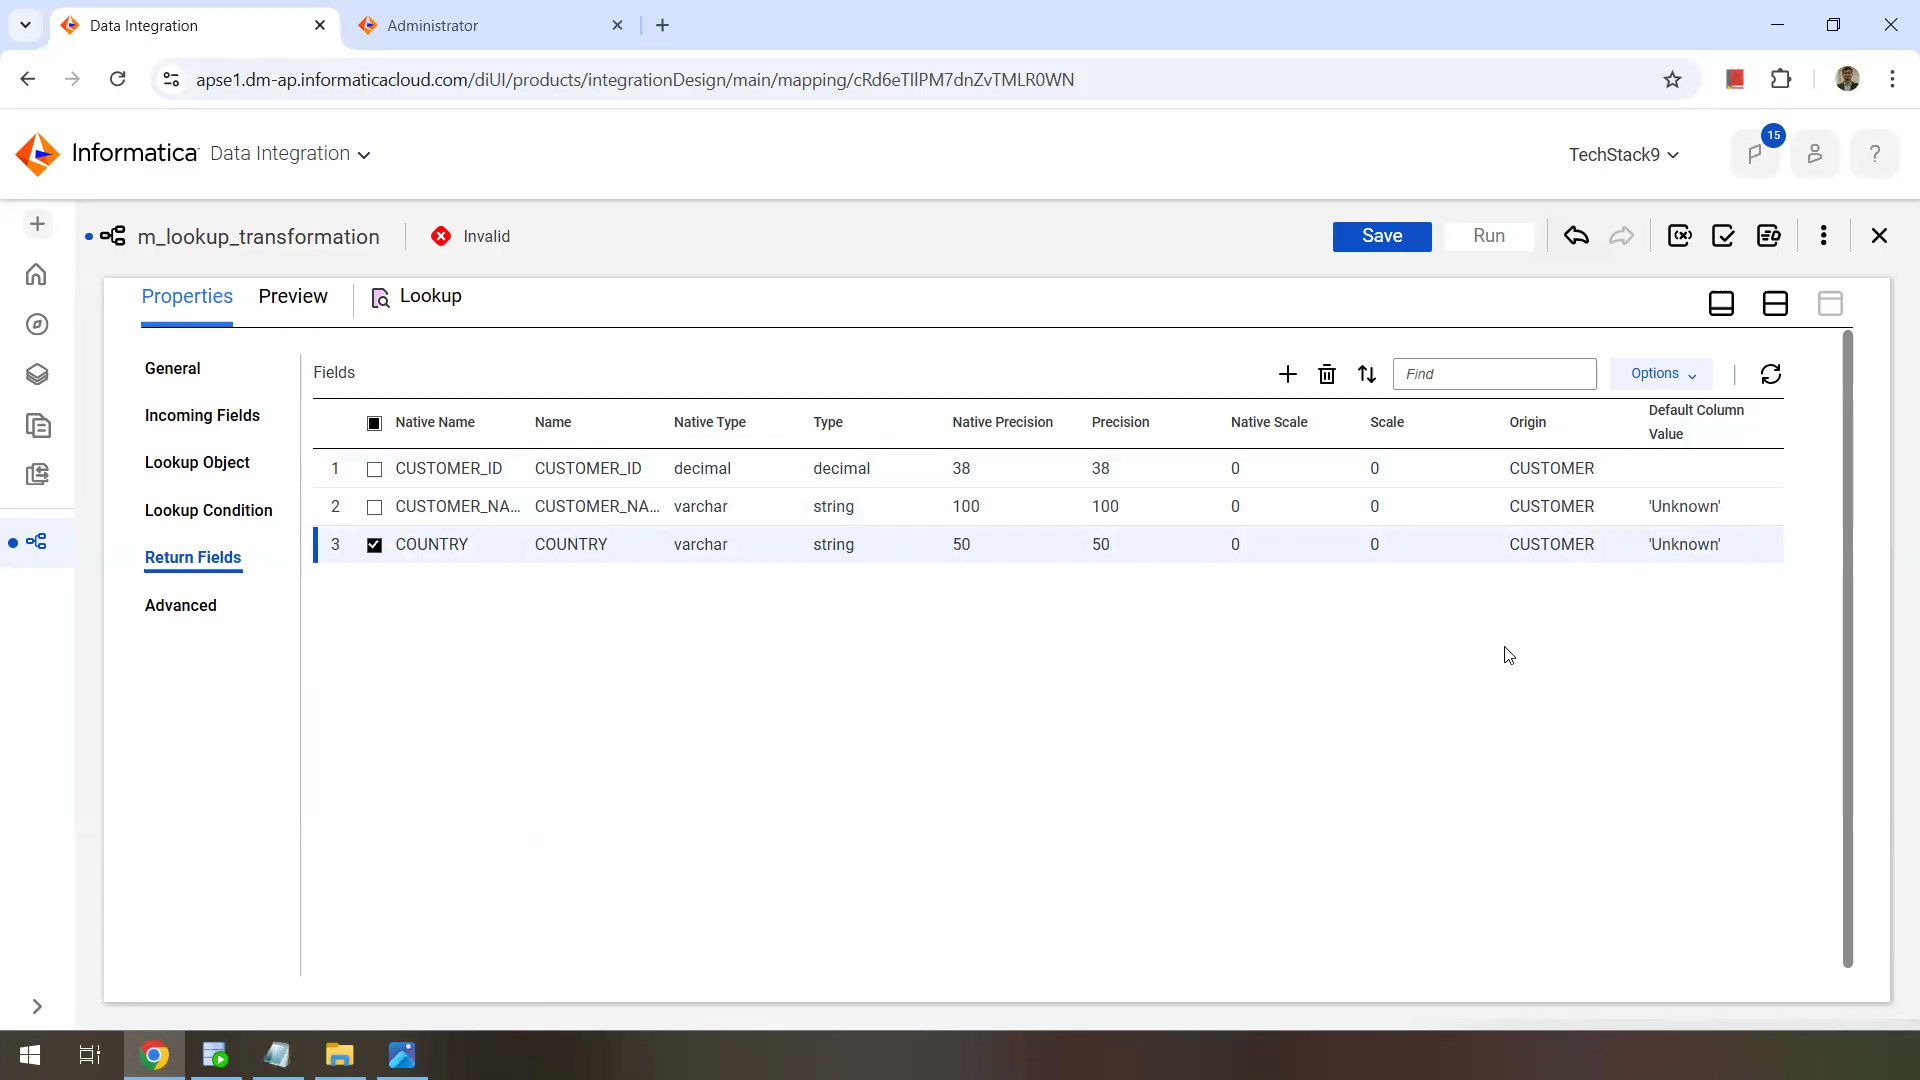 Data Integration
Administrator
apse1.dm-ap.informaticacloud.com/diUI/products/integrationDesign/main/mapping/cRd6eTIlPM7dnZvTMLR0WN
Informatica Data Integration
TechStack9
15
?
m_lookup_transformation
Invalid
Save
Run
Properties
Preview
Lookup
General
Incoming Fields
Lookup Object
Lookup Condition
Return Fields
Advanced
Fields
Find
Options
Native Name Name Native Type Type Native Precision Precision Native Scale Scale Origin Default Column Value
1 CUSTOMER_ID CUSTOMER_ID decimal decimal 38 38 0 0 CUSTOMER
2 CUSTOMER_NA... CUSTOMER_NA... varchar string 100 100 0 0 CUSTOMER 'Unknown'
3 COUNTRY COUNTRY varchar string 50 50 0 0 CUSTOMER 'Unknown'